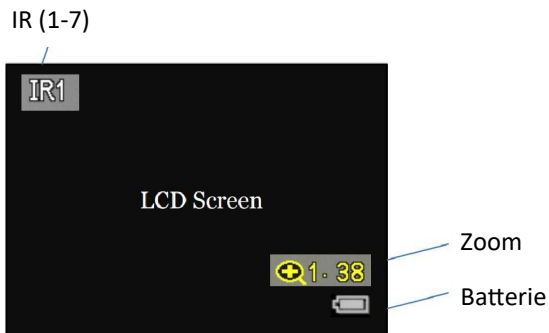 IR (1-7)
IR1
LCD Screen
1.38
Zoom
Batterie